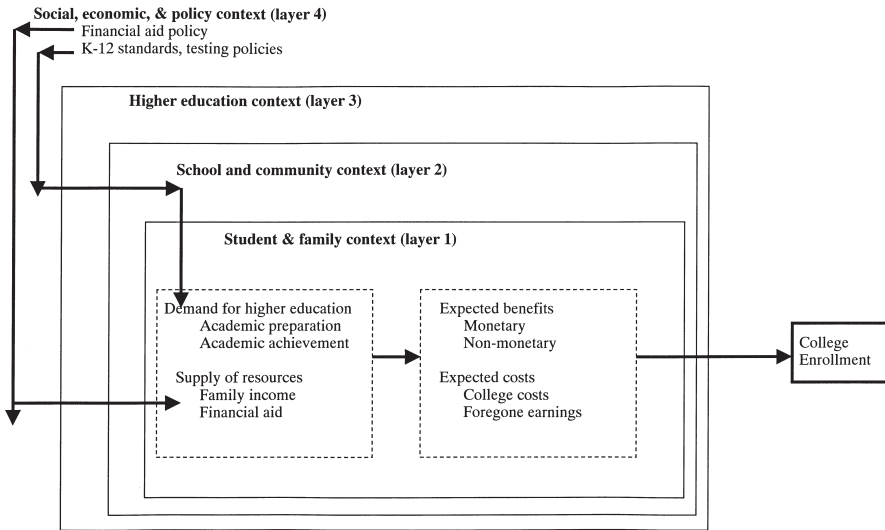 Social, economic, & policy context (layer 4)
Financial aid policy
K-12 standards, testing policies
Higher education context (layer 3)
School and community context (layer 2)
Student & family context (layer 1)
Demand for higher education
Academic preparation
Academic achievement
Supply of resources
Family income
Financial aid
Expected benefits
Monetary
Non-monetary
Expected costs
College costs
Foregone earnings
College
Enrollment